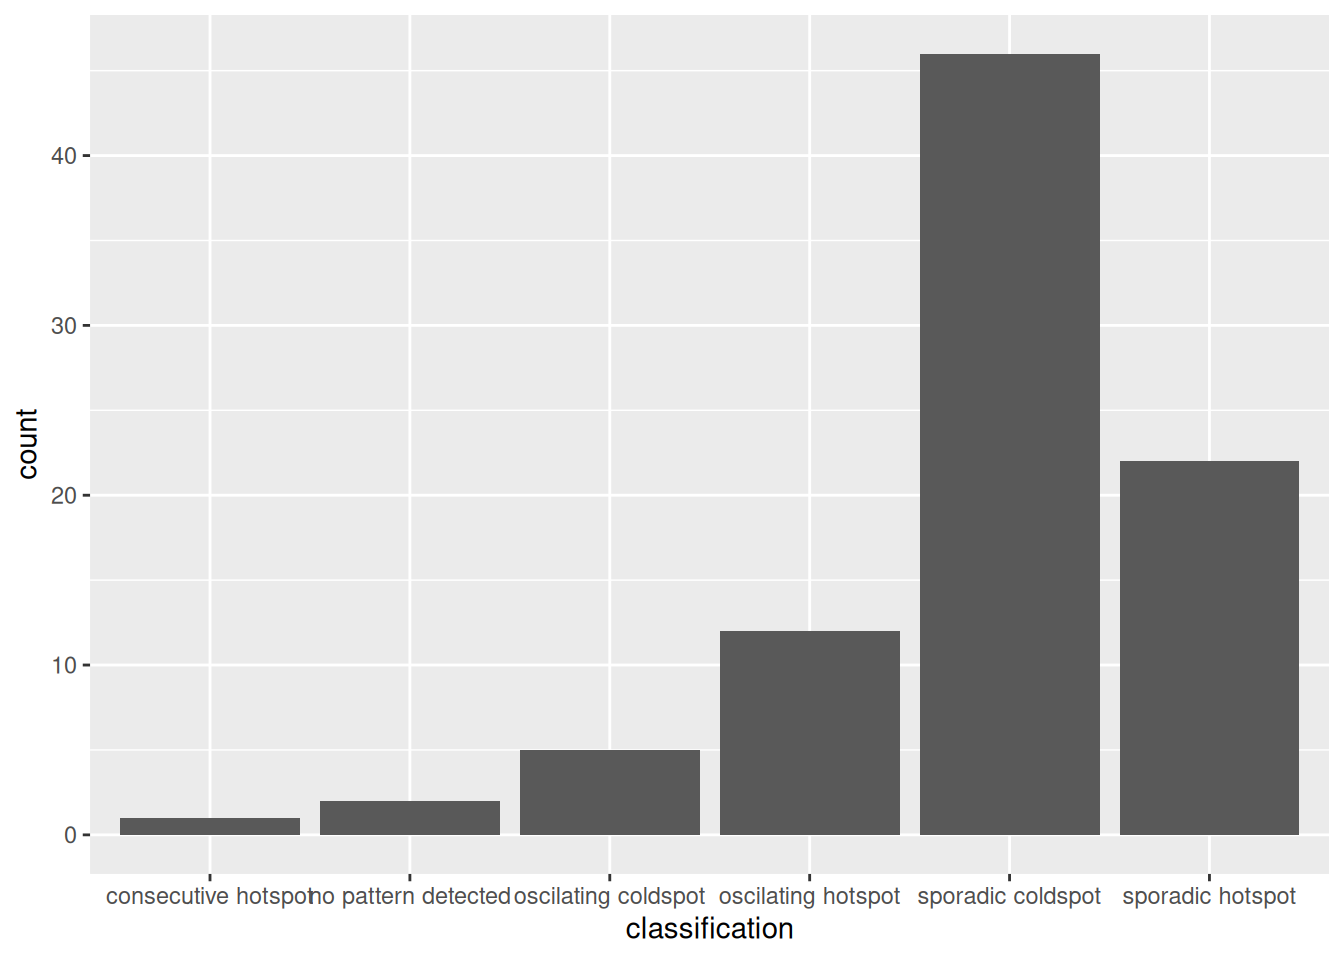 count
40
30
20
10
0
consecutive hotspot no pattern detected oscilating coldspot oscilating hotspot sporadic coldspot sporadic hotspot
classification